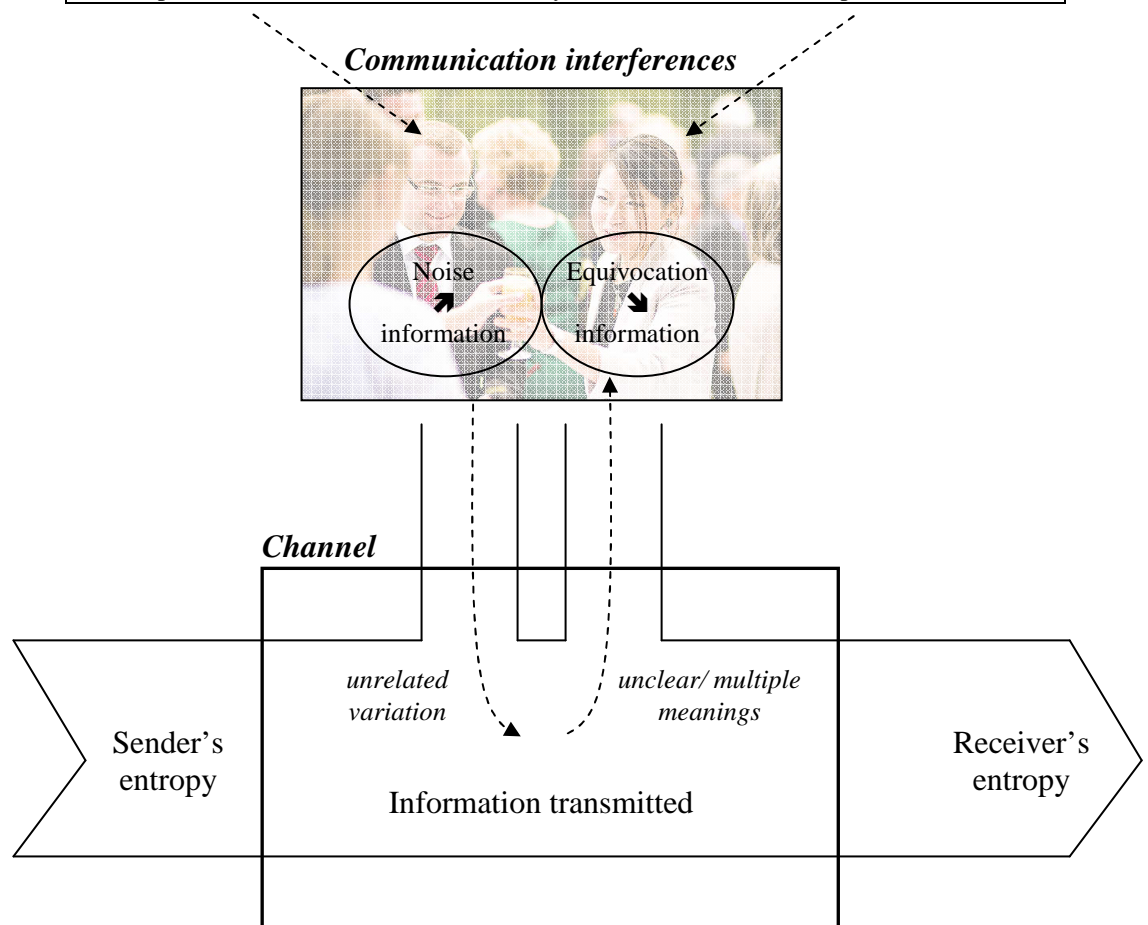 Communication interferences
Noise
information
Equivocation
information
Channel
unrelated
variation
unclear/ multiple
meanings
Sender's
entropy
Information transmitted
Receiver's
entropy